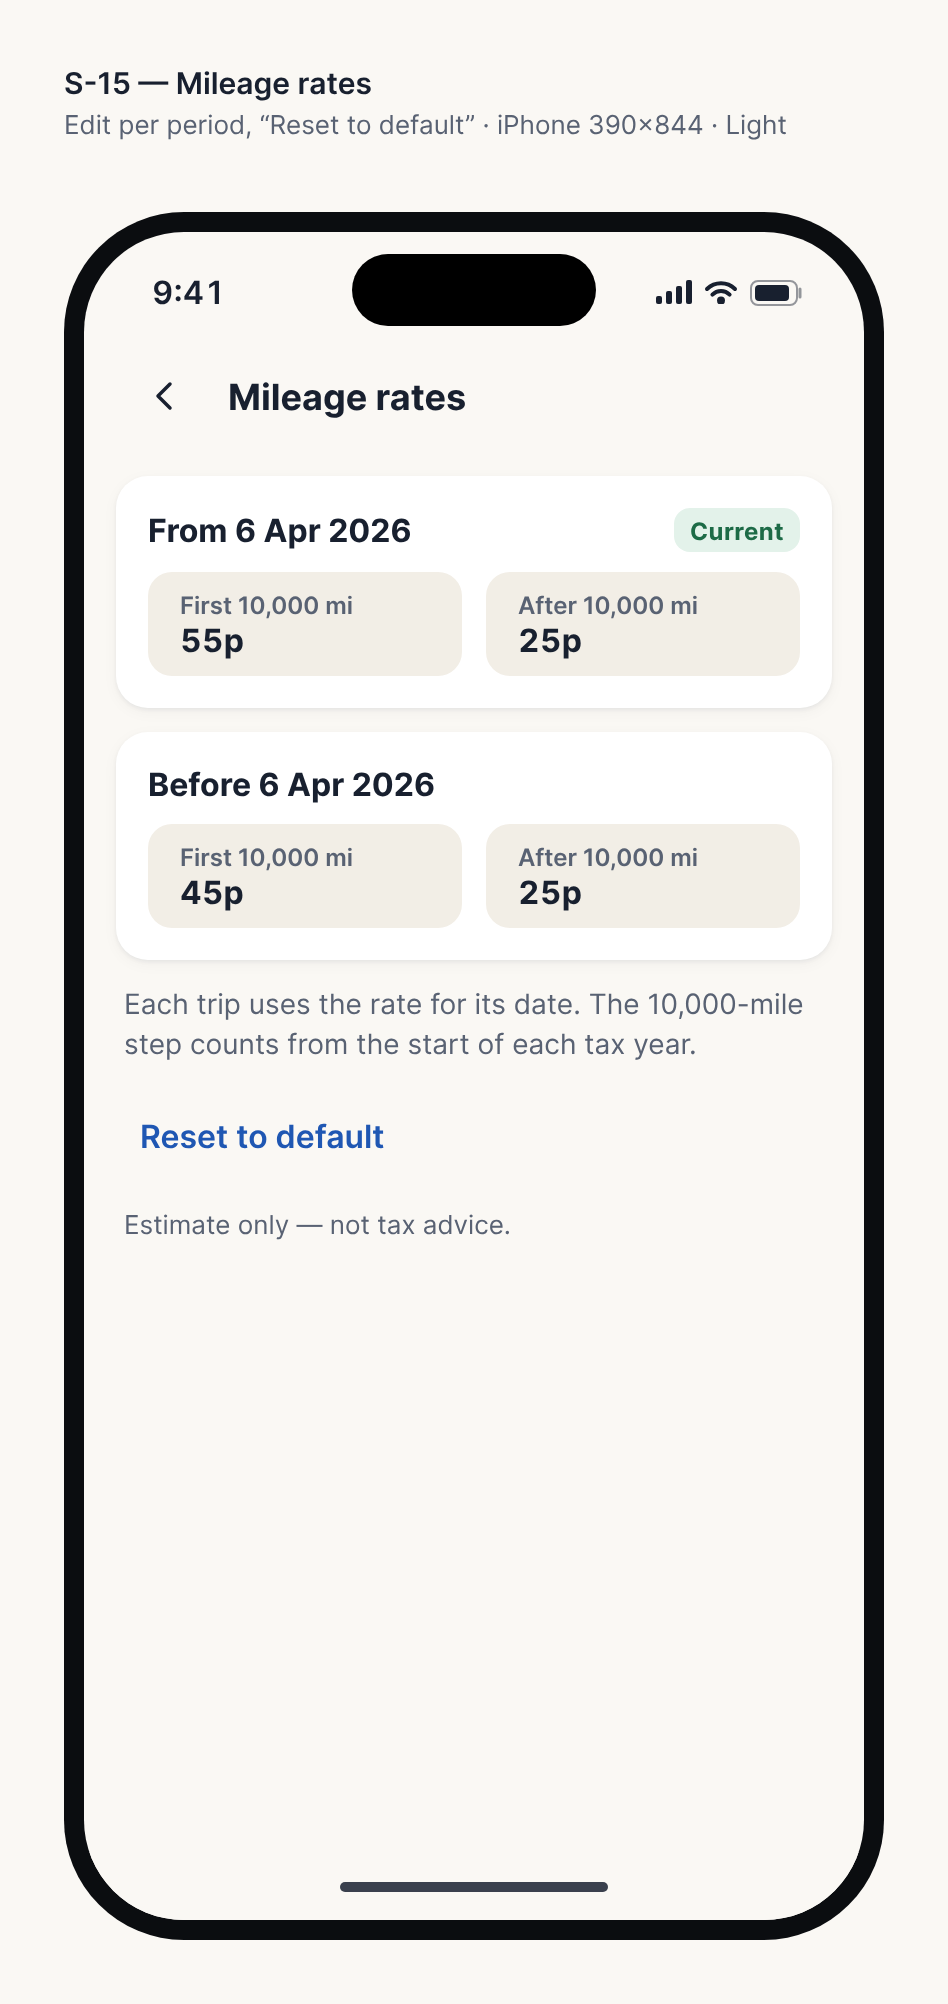 S-15 — Mileage rates
Edit per period, “Reset to default” · iPhone 390×844 · Light
9:41
Mileage rates
From 6 Apr 2026
Current
First 10,000 mi
After 10,000 mi
55p
25p
Before 6 Apr 2026
First 10,000 mi
After 10,000 mi
45p
25p
Each trip uses the rate for its date. The 10,000-mile
step counts from the start of each tax year.
Reset to default
Estimate only — not tax advice.